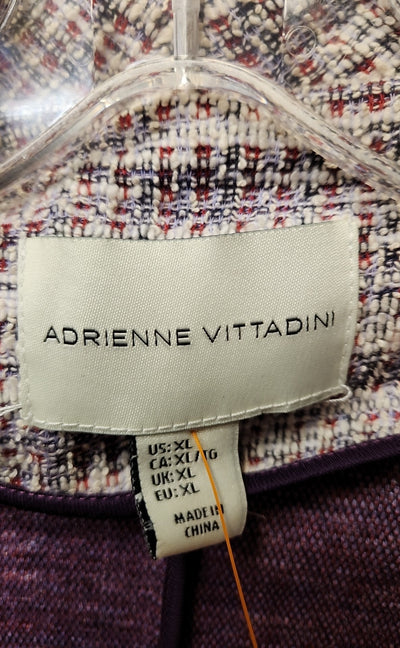 ADRIENNE VITTADINI
US: XL
CA: XL/TG
UK: XL
EU: XL
MADE IN
CHINA